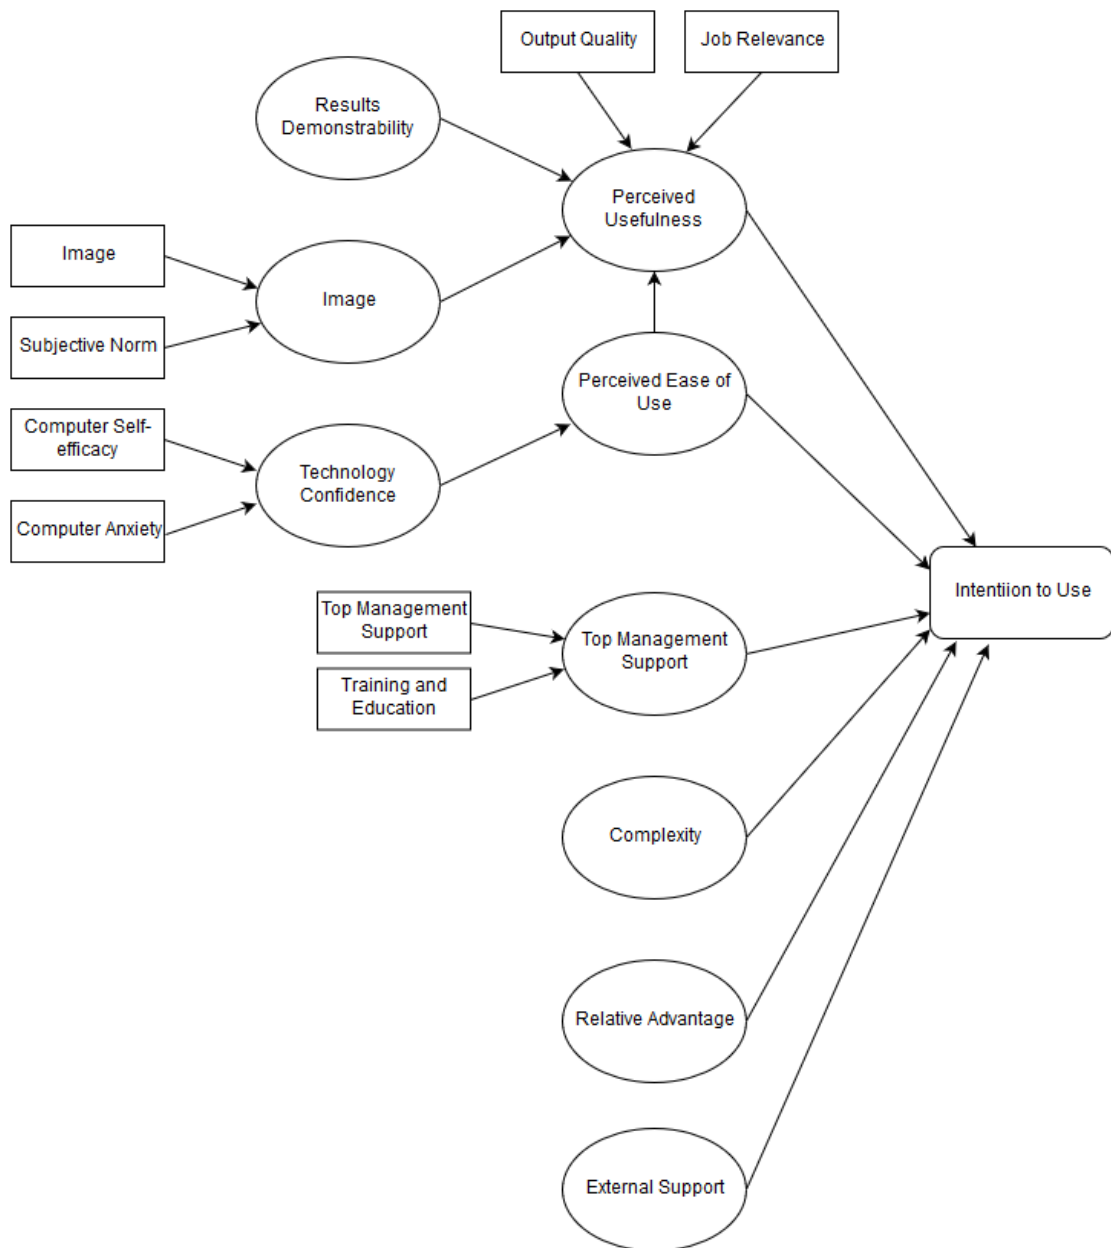 Output Quality
Job Relevance
Results
Demonstrability
Perceived
Usefulness
Image
Image
Subjective Norm
Perceived Ease of
Use
Computer Self-
efficacy
Technology
Confidence
Computer Anxiety
Intentiion to Use
Top Management
Support
Top Management
Support
Training and
Education
Complexity
Relative Advantage
External Support